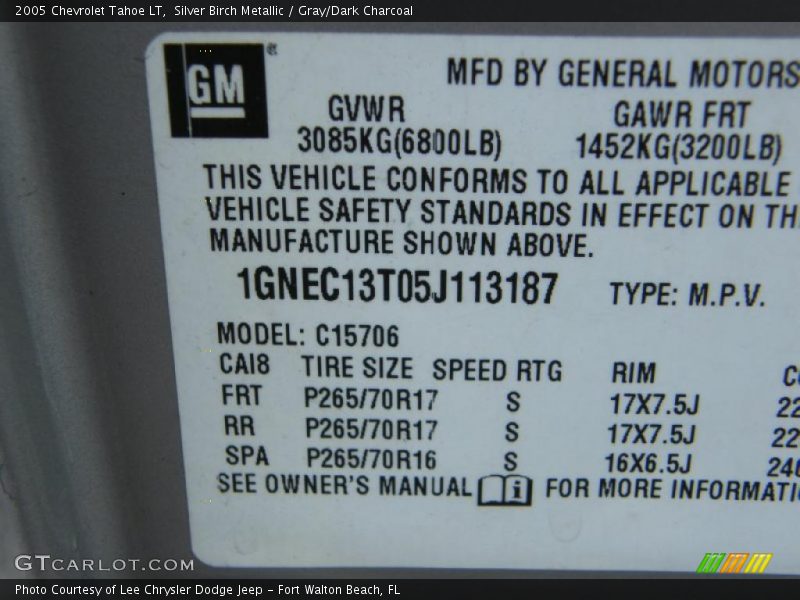 2005 Chevrolet Tahoe LT, Silver Birch Metallic / Gray/Dark Charcoal
GM
MFD BY GENERAL MOTORS
GVWR GAWR FRT
3085KG(6800LB) 1452KG(3200LB)
THIS VEHICLE CONFORMS TO ALL APPLICABLE
VEHICLE SAFETY STANDARDS IN EFFECT ON
MANUFACTURE SHOWN ABOVE.
1GNEC13T05J113187 TYPE: M.P.V.
MODEL: C15706
CAI8 TIRE SIZE SPEED RTG RIM
FRT P265/70R17 S 17X7.5J
RR P265/70R17 S 17X7.5J
SPA P265/70R16 S 16X6.5J
SEE OWNER'S MANUAL i FOR MORE
GTCARLOT.COM
Photo Courtesy of Lee Chrysler Dodge Jeep - Fort Walton Beach, FL